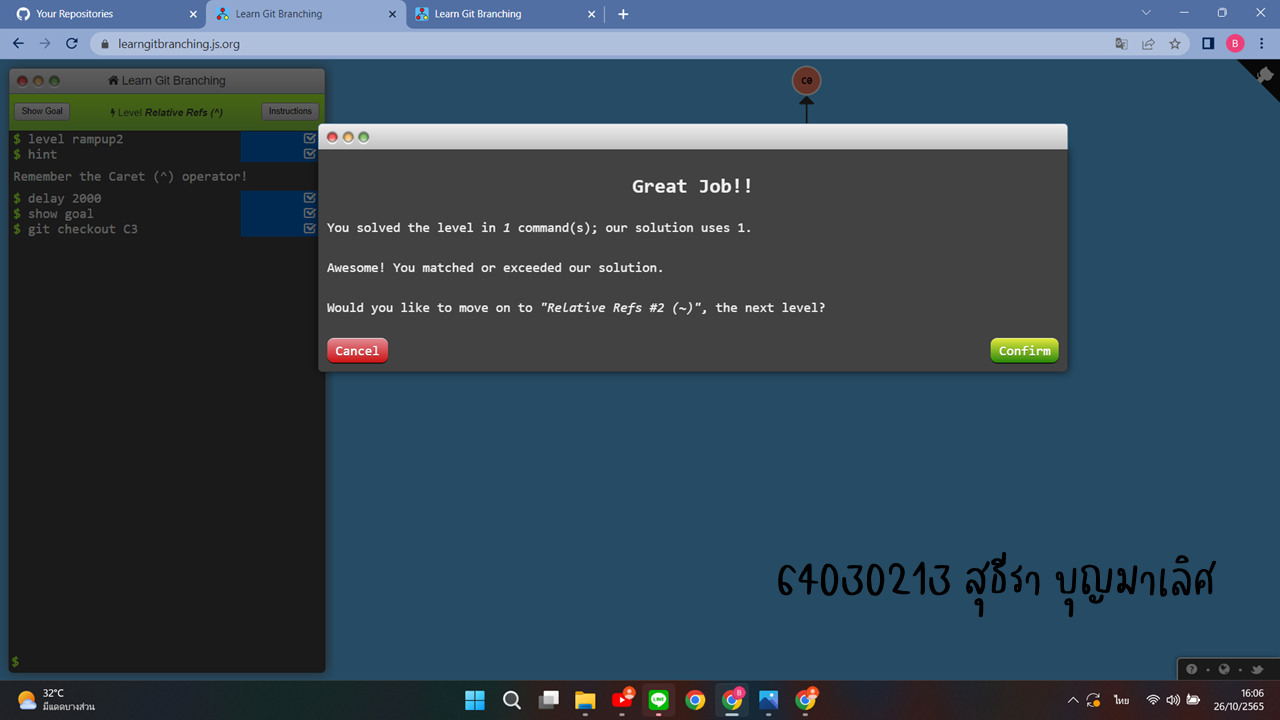 Your Repositories
Learn Git Branching
Learn Git Branching
learngitbranching.js.org
B
Learn Git Branching
Show Goal
Level Relative Refs (^)
Instructions
$ level rampup2
$ hint
Remember the Caret (^) operator!
$ delay 2000
$ show goal
$ git checkout C3
$
Great Job!!
You solved the level in 1 command(s); our solution uses 1.
Awesome! You matched or exceeded our solution.
Would you like to move on to "Relative Refs #2 (~)", the next level?
Cancel
Confirm
64030213 สุธีรา บุญมาเลิศ
32°C
มีแดดบางส่วน
ไทย
16:06
26/10/2565